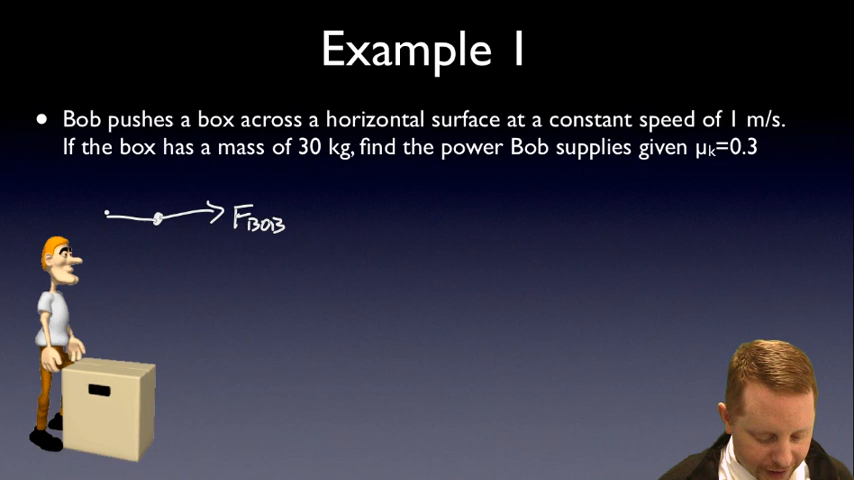 Example 1
• Bob pushes a box across a horizontal surface at a constant speed of 1 m/s.
If the box has a mass of 30 kg, find the power Bob supplies given μₖ=0.3
F_BOB